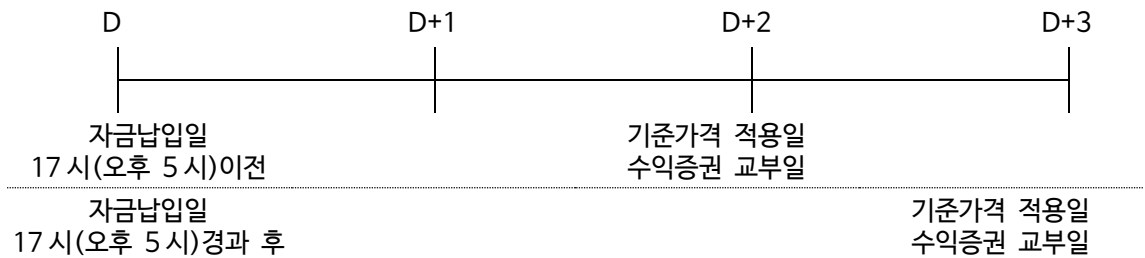 D D+1 D+2 D+3
자금납입일 기준가격 적용일
17시(오후 5시)이전 수익증권 교부일
자금납입일 기준가격 적용일
17시(오후 5시)경과 후 수익증권 교부일